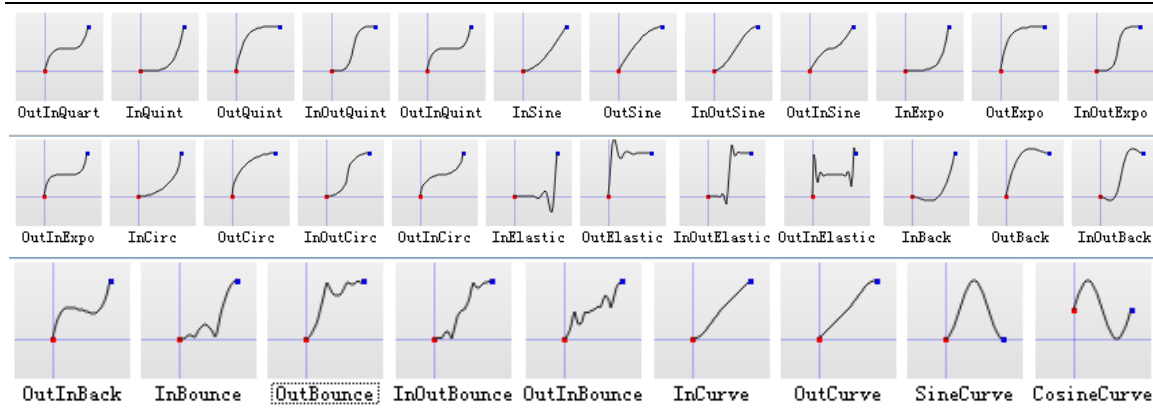 OutInQuart InQuint OutQuint InOutQuint OutInQuint InSine OutSine InOutSine OutInSine InExpo OutExpo InOutExpo
OutInExpo InCirc OutCirc InOutCirc OutInCirc InElastic OutElastic InOutElastic OutInElastic InBack OutBack InOutBack
OutInBack InBounce OutBounce InOutBounce OutInBounce InCurve OutCurve SineCurve CosineCurve